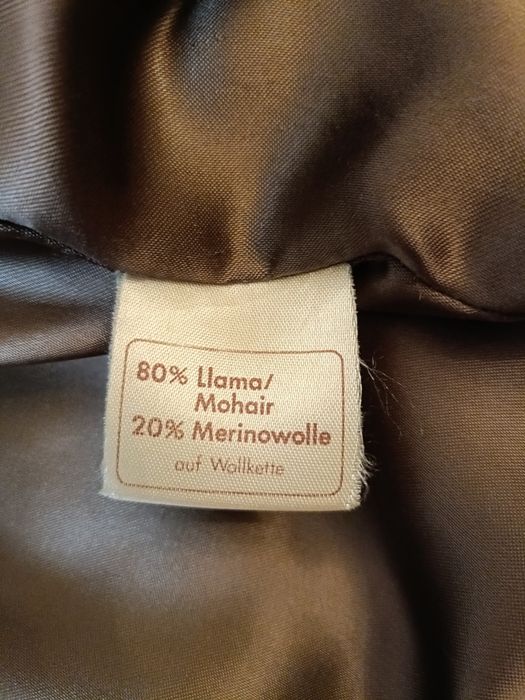 80% Llama/
Mohair
20% Merinowolle
auf Wollkette